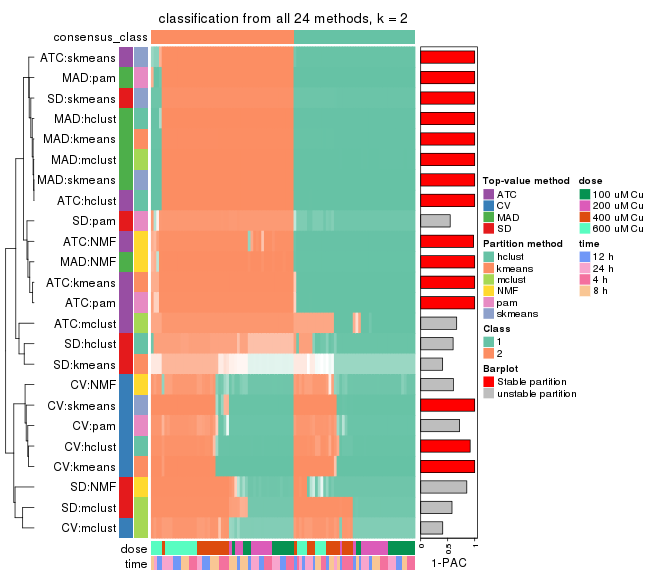 classification from all 24 methods, k = 2
consensus_class
ATC:skmeans
MAD:pam
SD:skmeans
MAD:hclust
MAD:kmeans
MAD:mclust
MAD:skmeans
ATC:hclust
SD:pam
ATC:NMF
MAD:NMF
ATC:kmeans
ATC:pam
ATC:mclust
SD:hclust
SD:kmeans
CV:NMF
CV:skmeans
CV:pam
CV:hclust
CV:kmeans
SD:NMF
SD:mclust
CV:mclust
dose
time
0
0.5
1
1-PAC
Top-value method
ATC
CV
MAD
SD
Partition method
hclust
kmeans
mclust
NMF
pam
skmeans
Class
1
2
Barplot
Stable partition
unstable partition
dose
100 uM Cu
200 uM Cu
400 uM Cu
600 uM Cu
time
12 h
24 h
4 h
8 h